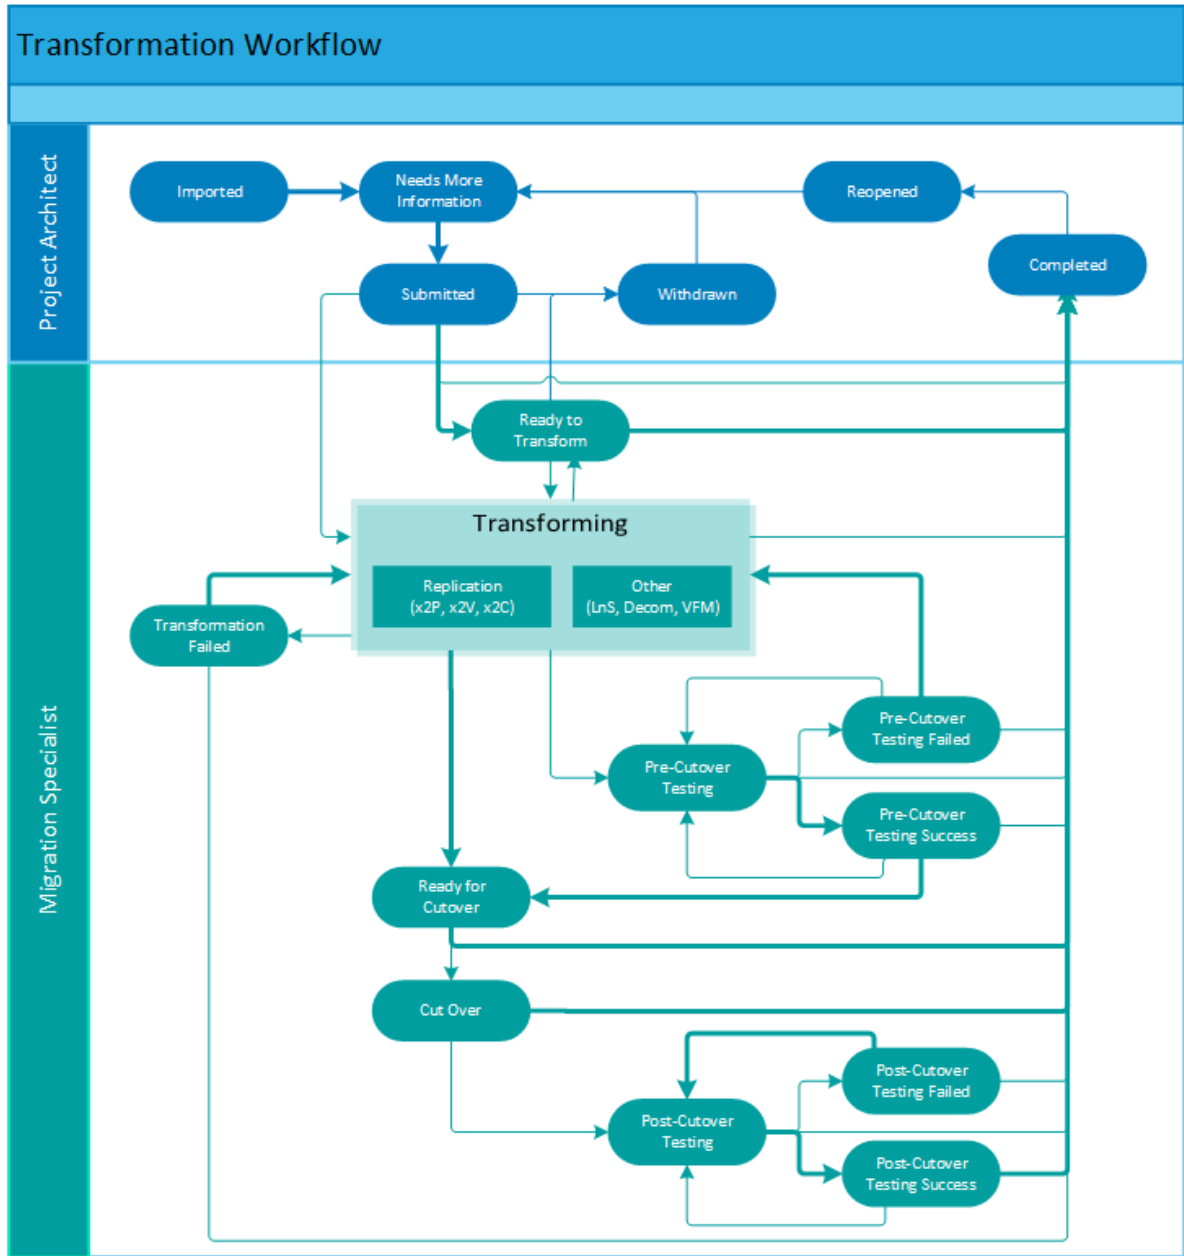 Transformation Workflow
Project Architect
Imported
Needs More
Information
Reopened
Completed
Submitted
Withdrawn
Migration Specialist
Ready to
Transform
Transforming
Replication
(x2P, x2V, x2C)
Other
(LnS, Decom, VFM)
Transformation
Failed
Pre-Cutover
Testing Failed
Pre-Cutover
Testing
Pre-Cutover
Testing Success
Ready for
Cutover
Cut Over
Post-Cutover
Testing Failed
Post-Cutover
Testing
Post-Cutover
Testing Success